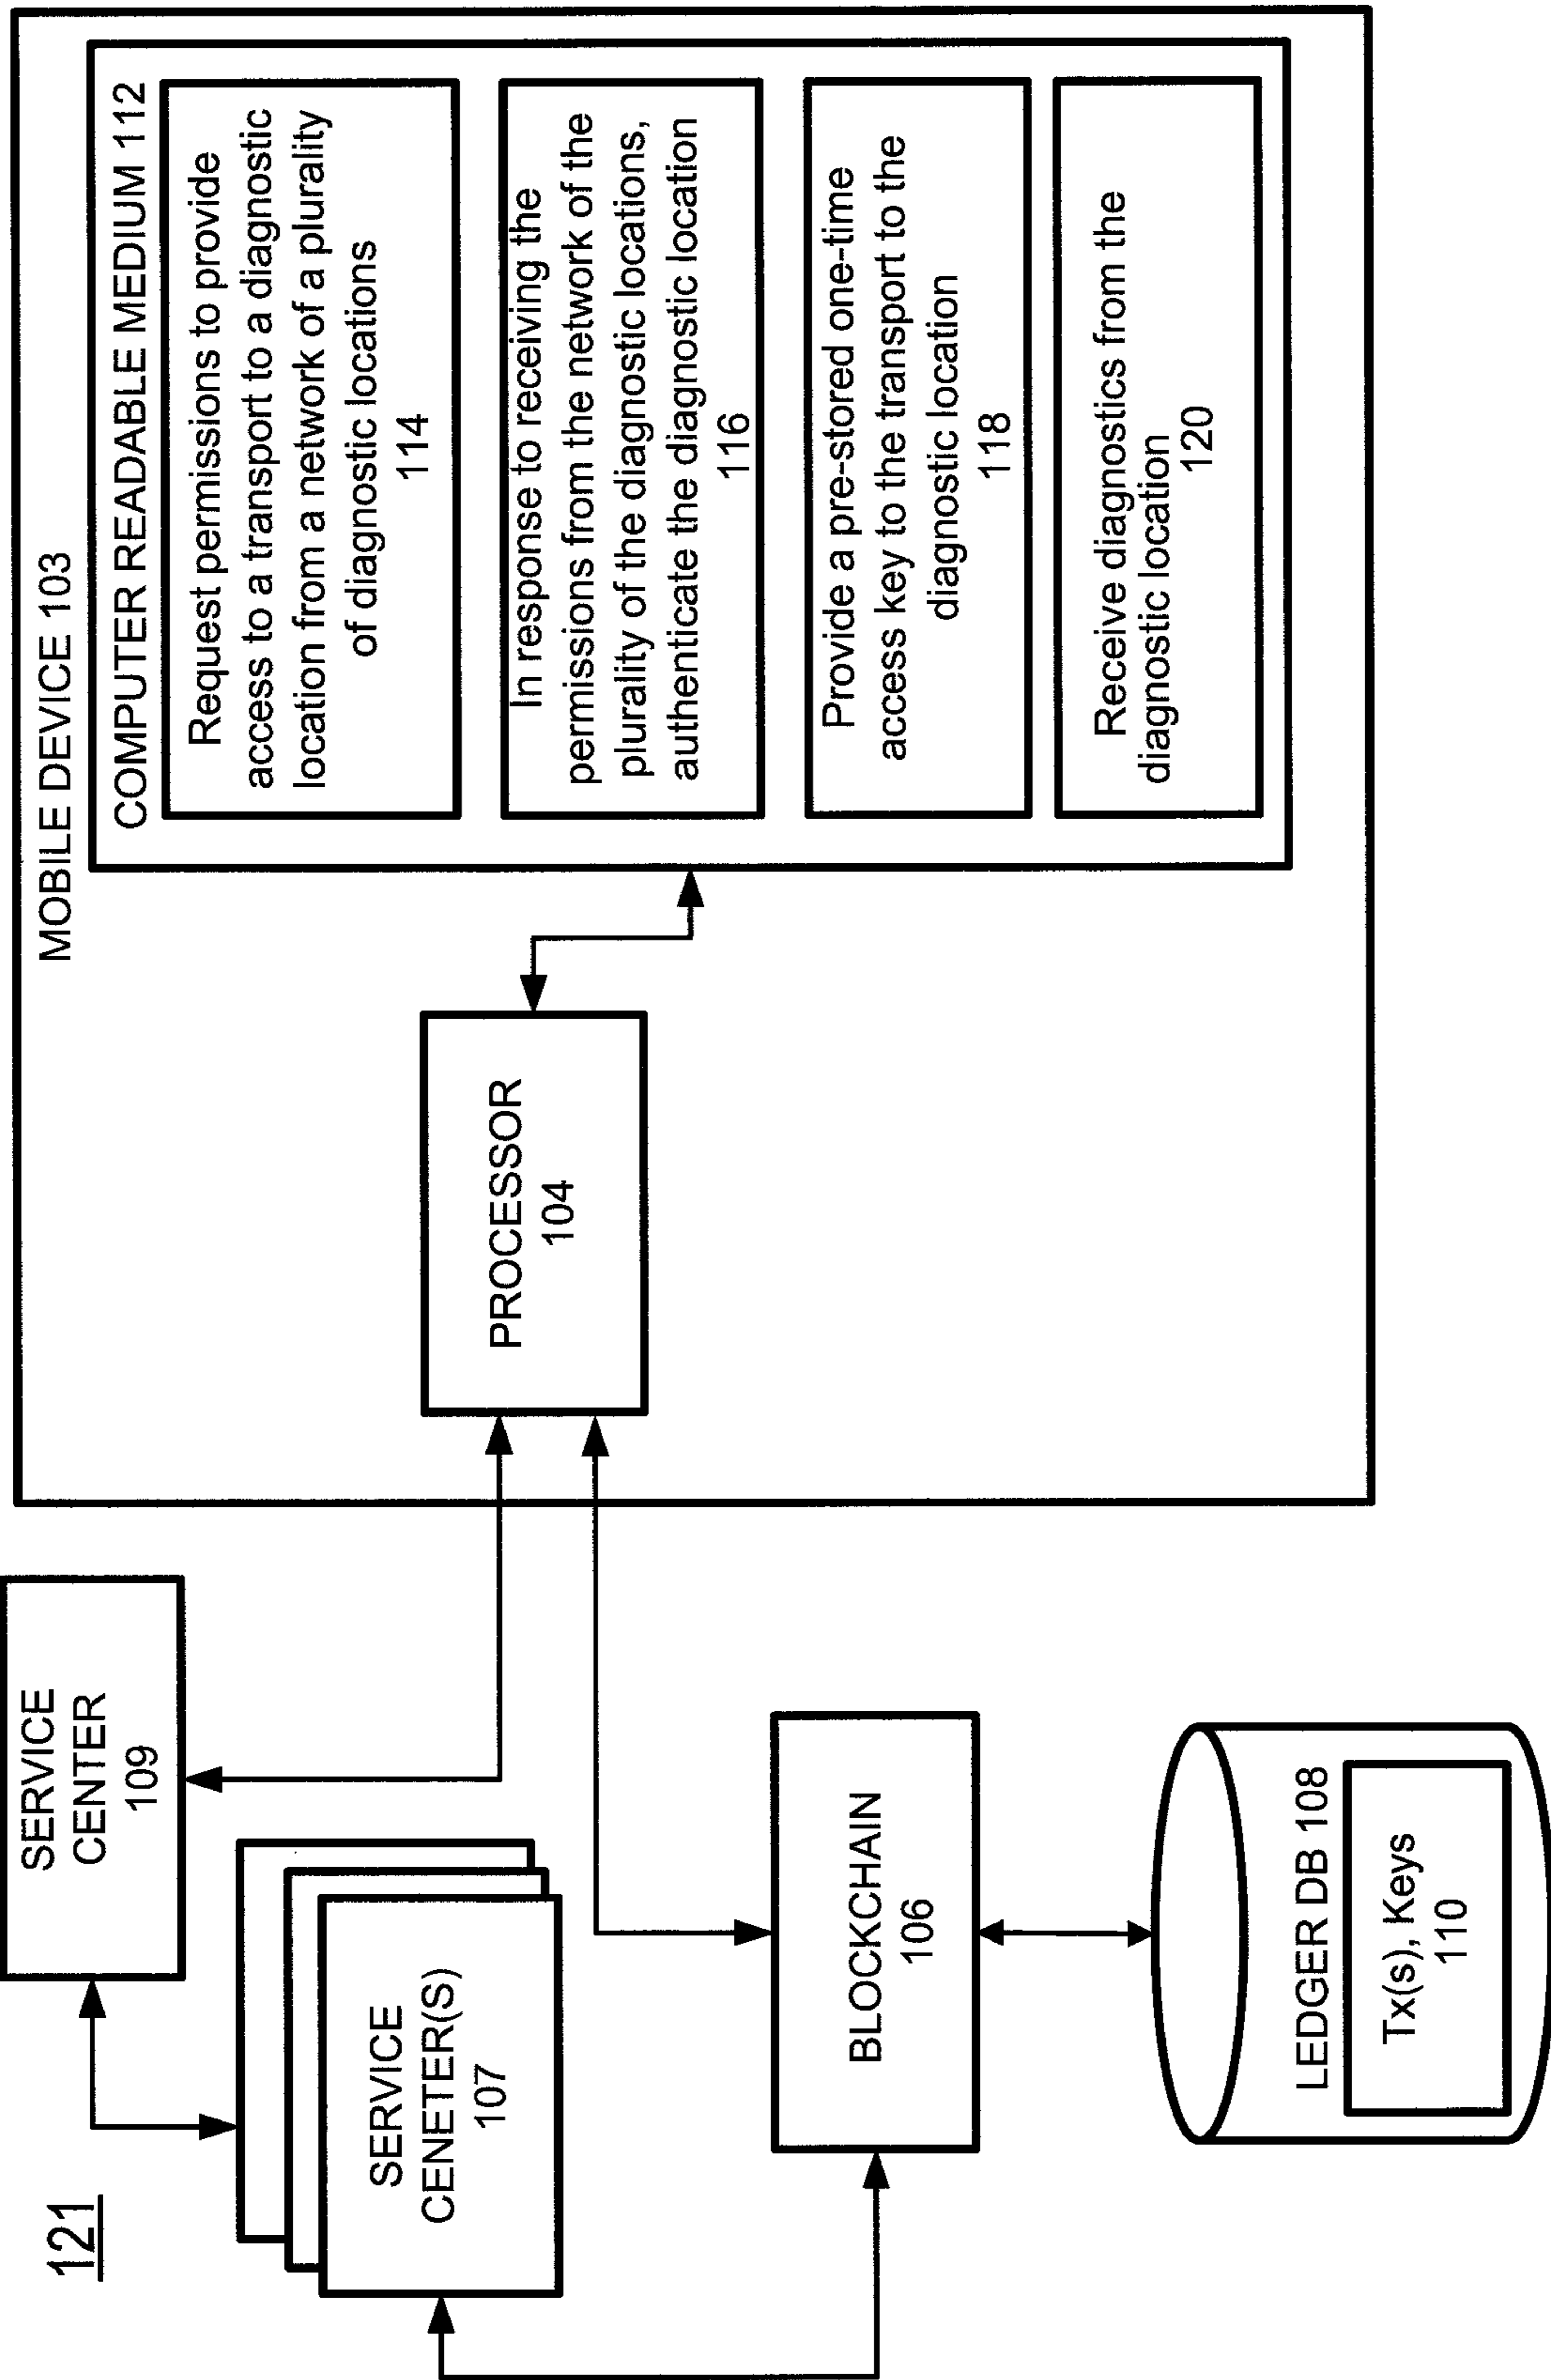 121
SERVICE
CENTER
109
SERVICE
CENETER(S)
107
BLOCKCHAIN
106
LEDGER DB 108
Tx(s), Keys
110
MOBILE DEVICE 103
PROCESSOR
104
COMPUTER READABLE MEDIUM 112
Request permissions to provide
access to a transport to a diagnostic
location from a network of a plurality
of diagnostic locations
114
In response to receiving the
permissions from the network of the
plurality of the diagnostic locations,
authenticate the diagnostic location
116
Provide a pre-stored one-time
access key to the transport to the
diagnostic location
118
Receive diagnostics from the
diagnostic location
120